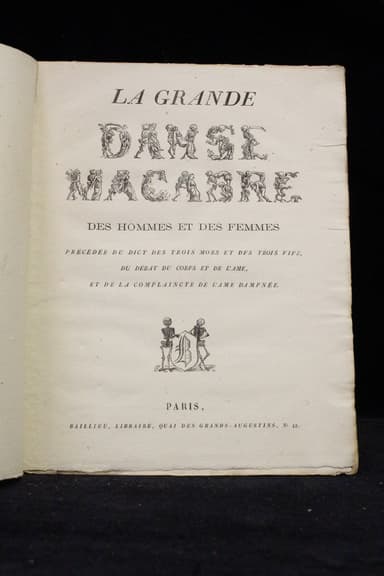 LA GRANDE
DANSE
MACABRE
DES HOMMES ET DES FEMMES
PRÉCÉDÉE DU DICT DES TROIS MORS ET DES TROIS VIFZ,
DU DEBAT DU CORPS ET DE L'AME,
ET DE LA COMPLAINCTE DE L'AME DAMPNÉE.
B
PARIS,
BAILLIEU, LIBRAIRE, QUAI DES GRANDS-AUGUSTINS, Nº